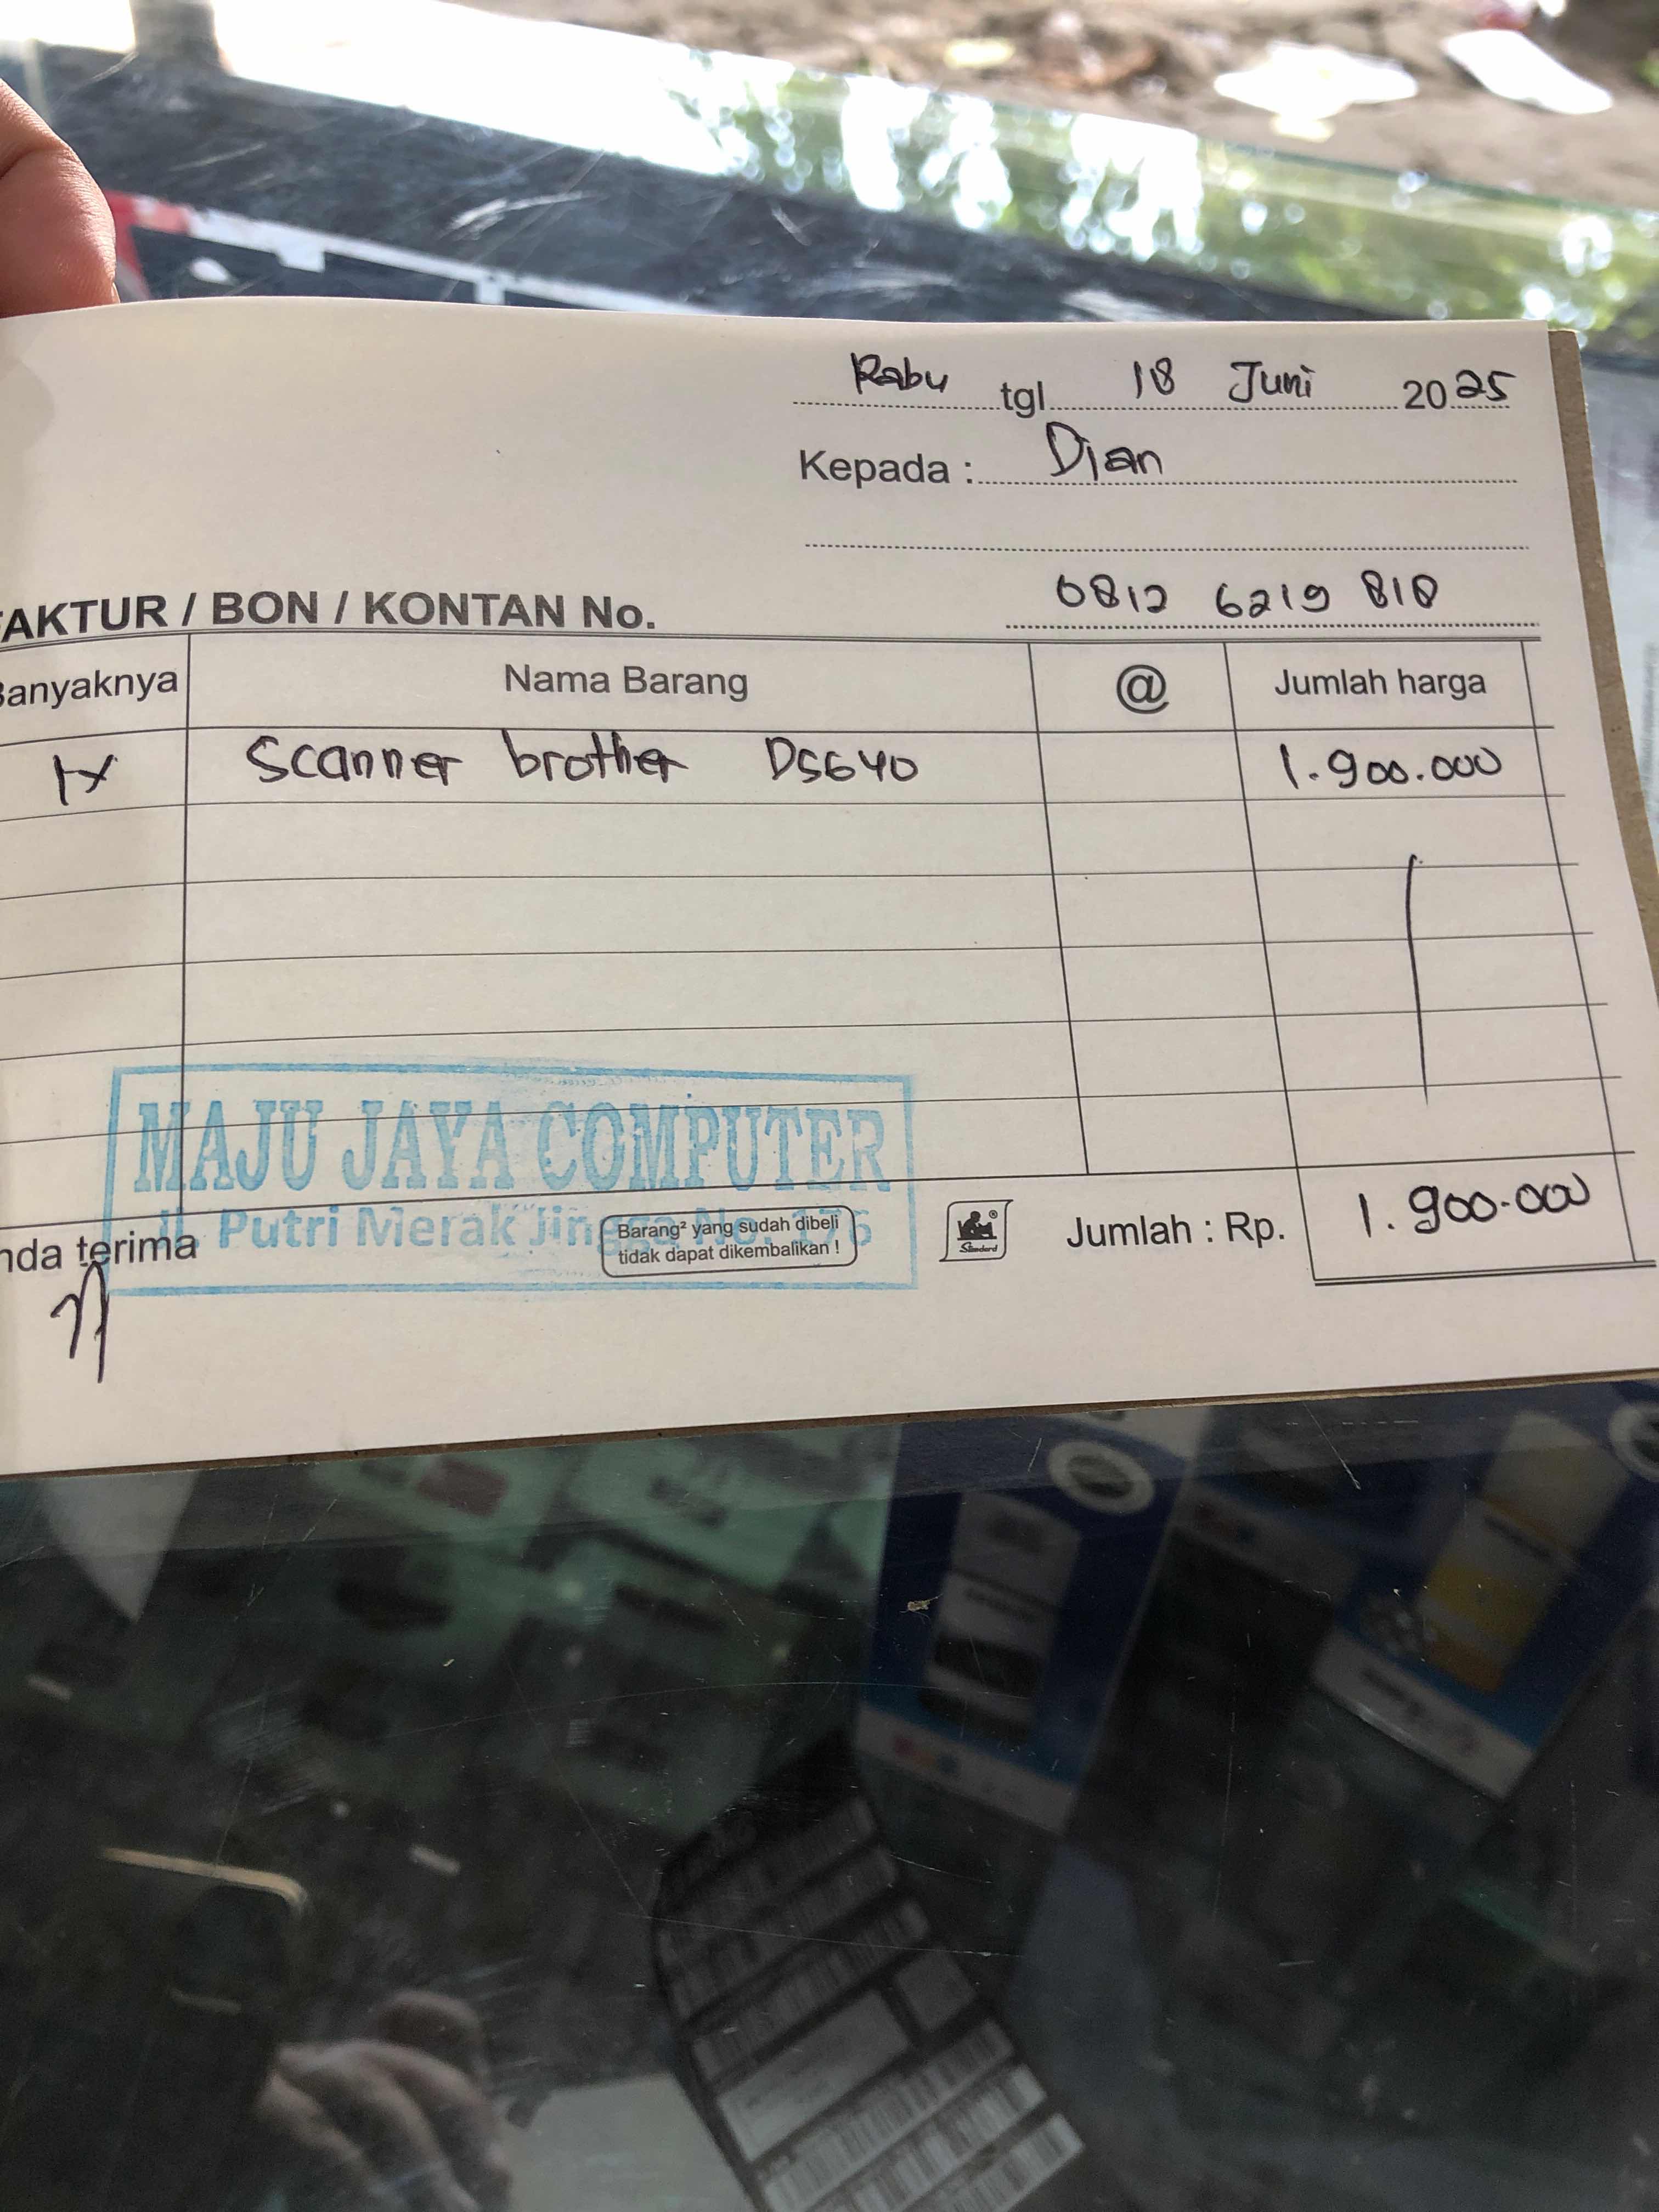 Rabu tgl 18 Juni 2025
Kepada : Dian
AKTUR / BON / KONTAN No. 0812 6219 818
Banyaknya Nama Barang @ Jumlah harga
1x Scanner brother DS640 1.900.000
MAJU JAYA COMPUTER
Jl. Putri Merak Jingga No. 176
nda terima
Barang² yang sudah dibeli
tidak dapat dikembalikan !
Standard
Jumlah : Rp. 1.900.000